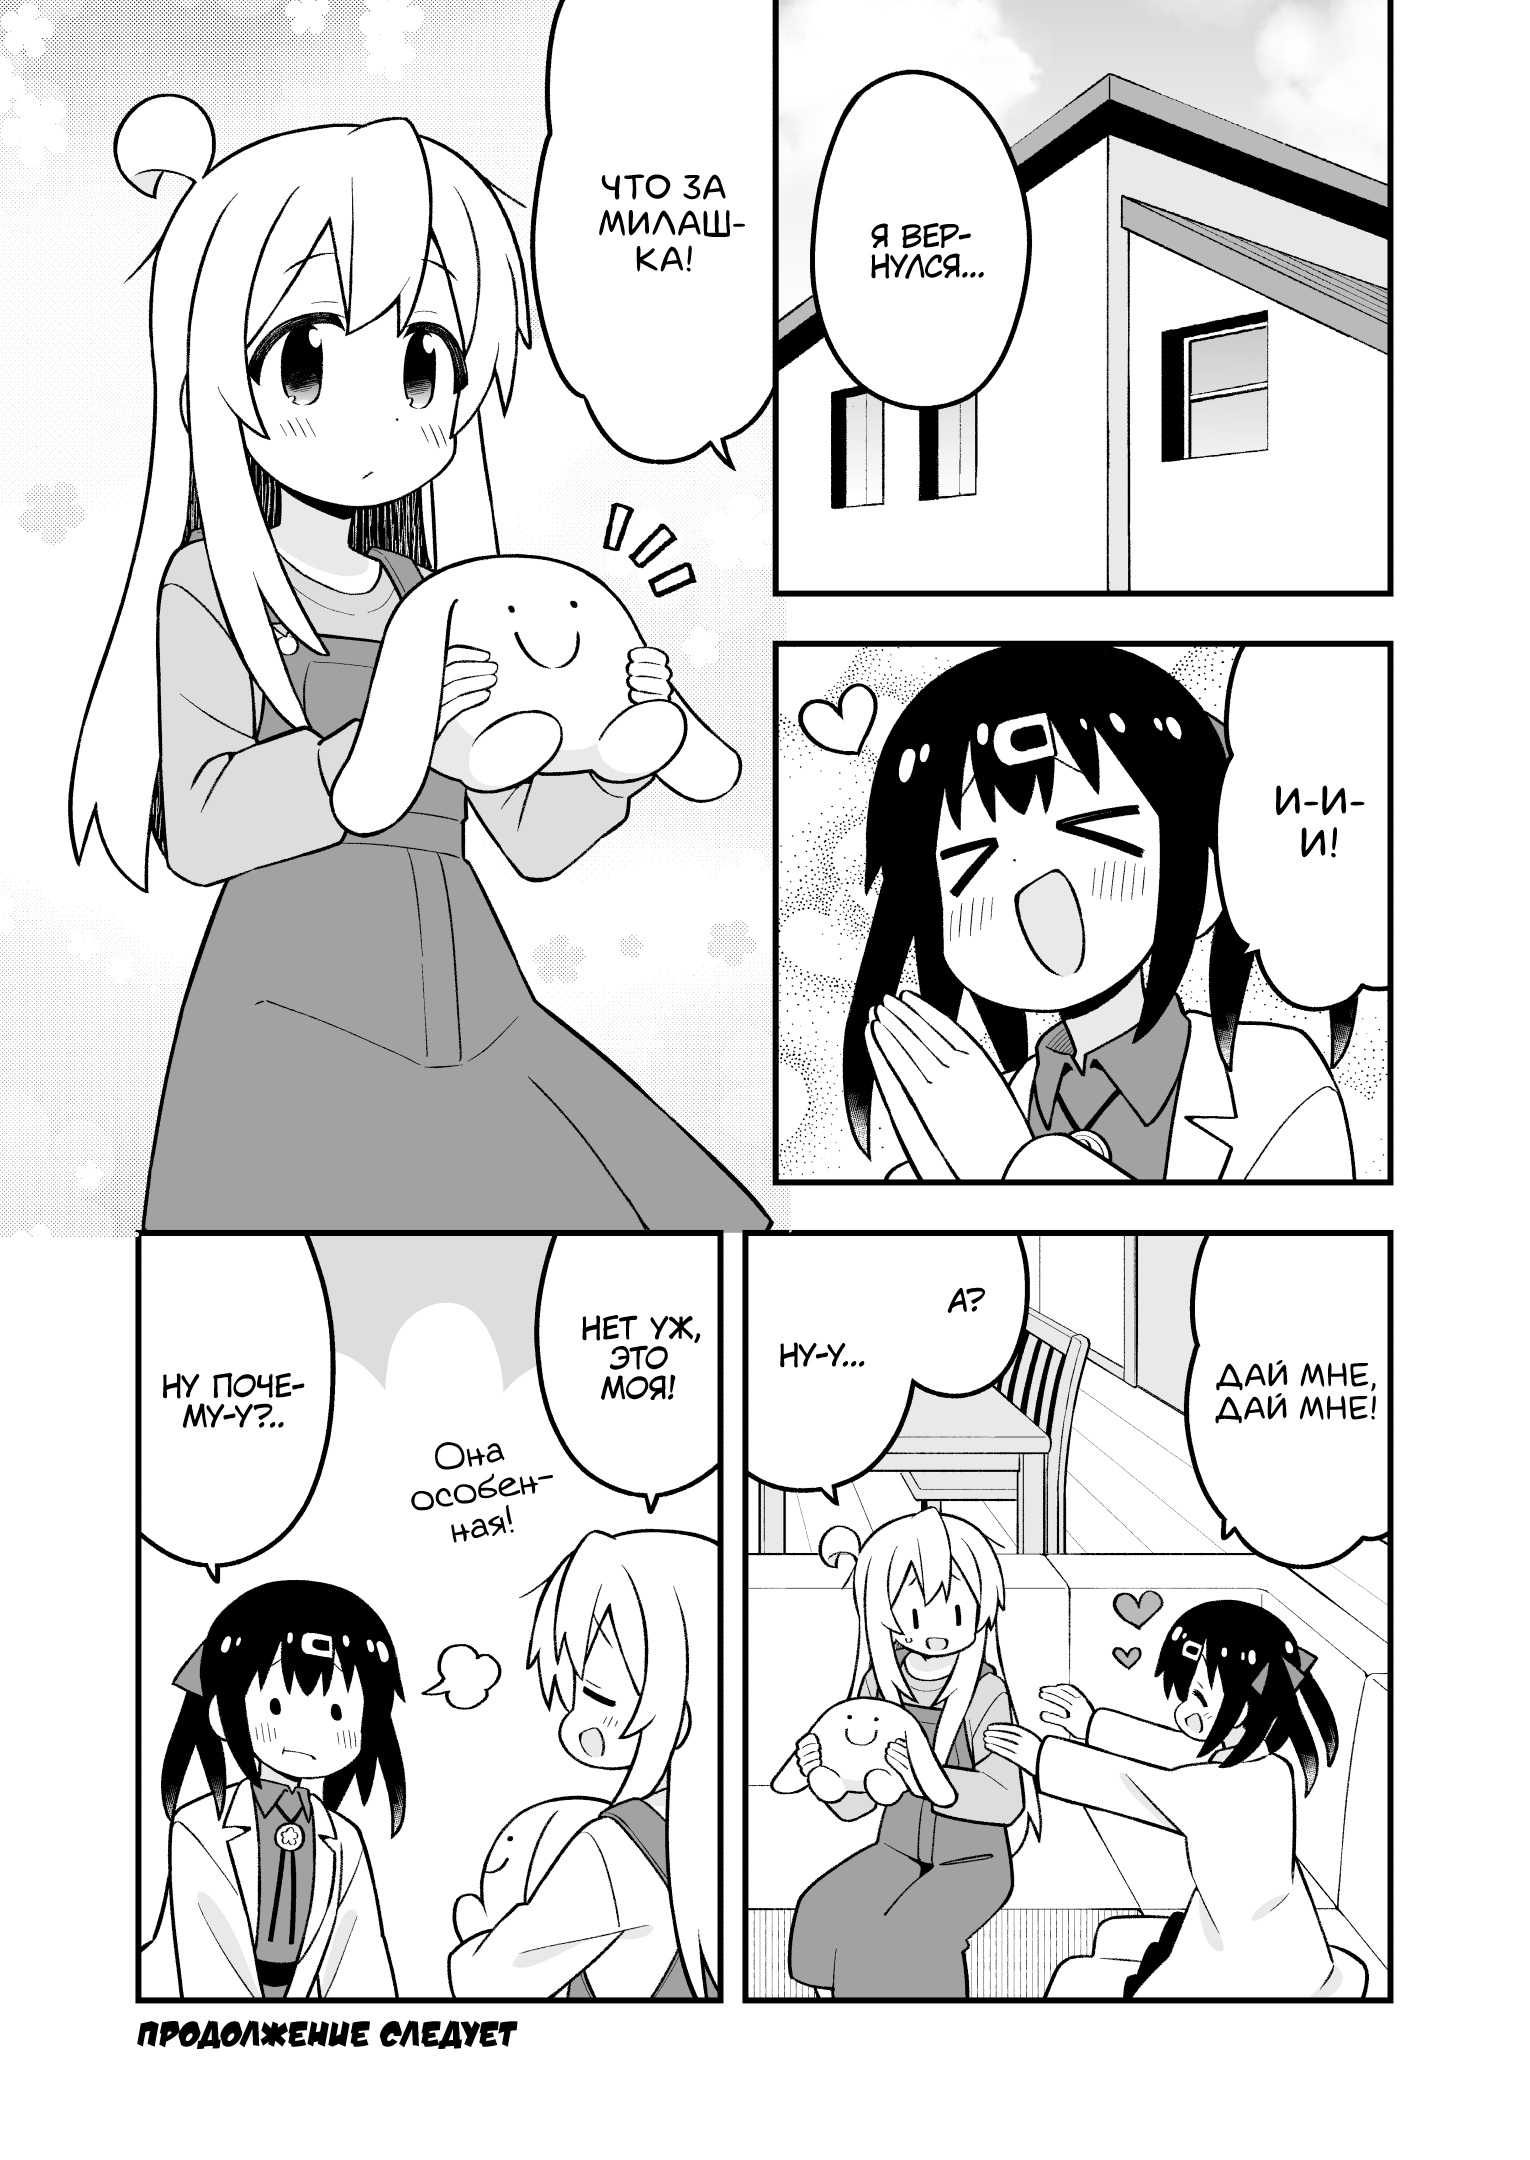 Я ВЕР-
НУЛСЯ...
И-И-
И!
ЧТО ЗА
МИЛАШ-
КА!
ДАЙ МНЕ,
ДАЙ МНЕ!
А?
НУ-У...
НЕТ УЖ,
ЭТО
МОЯ!
Она
особен-
ная!
НУ ПОЧЕ-
МУ-У?..
ПРОДОЛЖЕНИЕ СЛЕДУЕТ